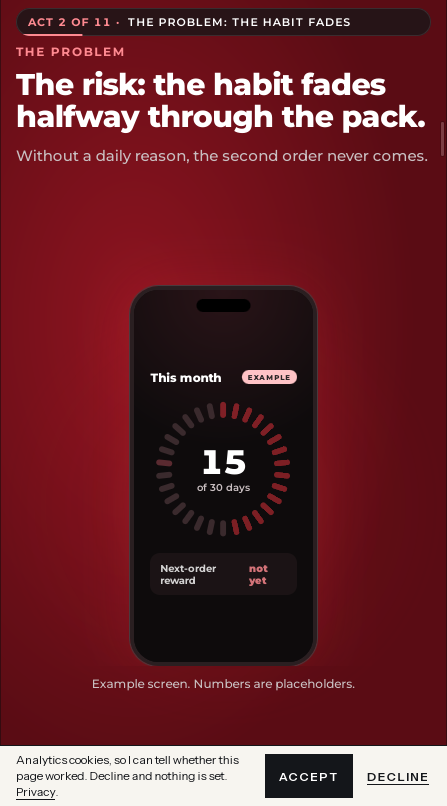 ACT 2 OF 11 · THE PROBLEM: THE HABIT FADES
THE PROBLEM
The risk: the habit fades
halfway through the pack.
Without a daily reason, the second order never comes.
This month
EXAMPLE
15
of 30 days
Next-order not
reward yet
Example screen. Numbers are placeholders.
Analytics cookies, so I can tell whether this
page worked. Decline and nothing is set.
Privacy.
ACCEPT
DECLINE